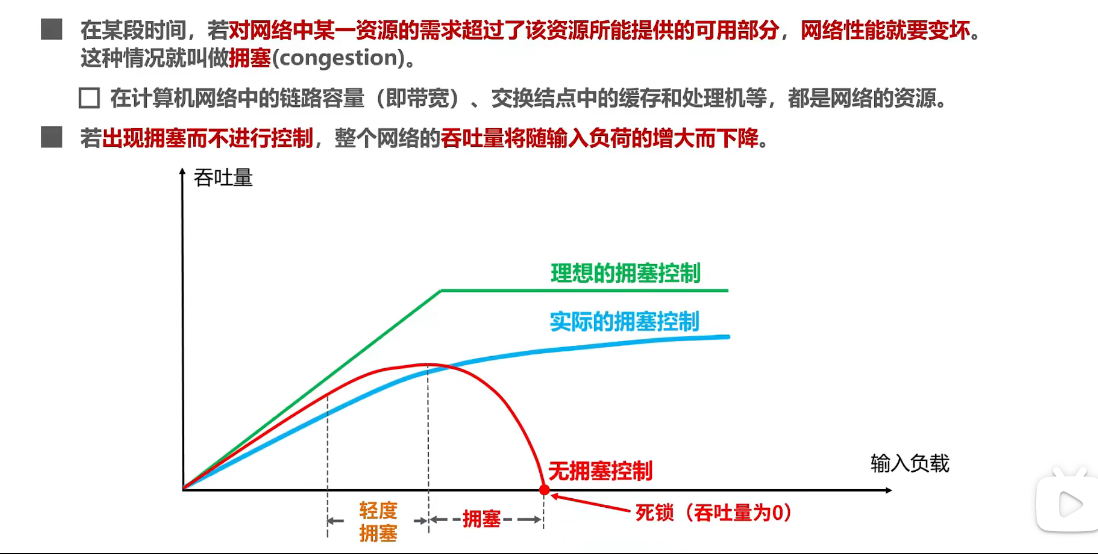 在某段时间，若对网络中某一资源的需求超过了该资源所能提供的可用部分，网络性能就要变坏。
这种情况就叫做拥塞(congestion)。
在计算机网络中的链路容量（即带宽）、交换结点中的缓存和处理机等，都是网络的资源。
若出现拥塞而不进行控制，整个网络的吞吐量将随输入负荷的增大而下降。
吞吐量
理想的拥塞控制
实际的拥塞控制
无拥塞控制
输入负载
轻度
拥塞
拥塞
死锁（吞吐量为0）